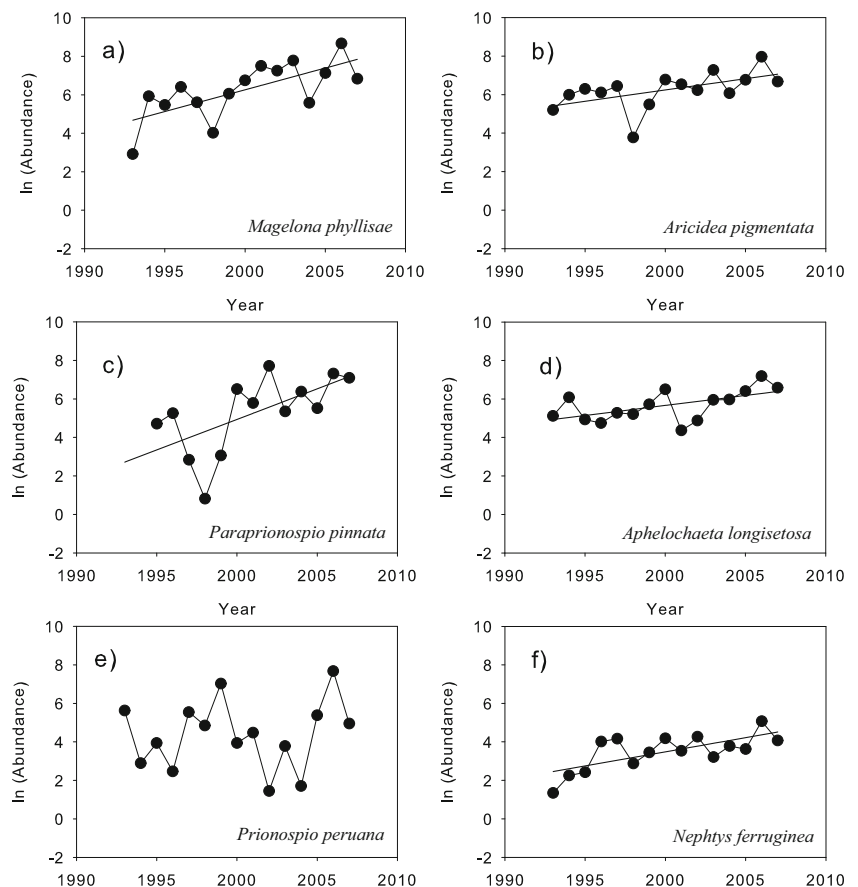 10
8
6
4
2
0
-2
ln (Abundance)
a)
Magelona phyllisae
1990 1995 2000 2005 2010
Year
10
8
6
4
2
0
-2
ln (Abundance)
b)
Aricidea pigmentata
1990 1995 2000 2005 2010
Year
10
8
6
4
2
0
-2
ln (Abundance)
c)
Paraprionospio pinnata
1990 1995 2000 2005 2010
Year
10
8
6
4
2
0
-2
ln (Abundance)
d)
Aphelochaeta longisetosa
1990 1995 2000 2005 2010
Year
10
8
6
4
2
0
-2
ln (Abundance)
e)
Prionospio peruana
1990 1995 2000 2005 2010
10
8
6
4
2
0
-2
ln (Abundance)
f)
Nephtys ferruginea
1990 1995 2000 2005 2010